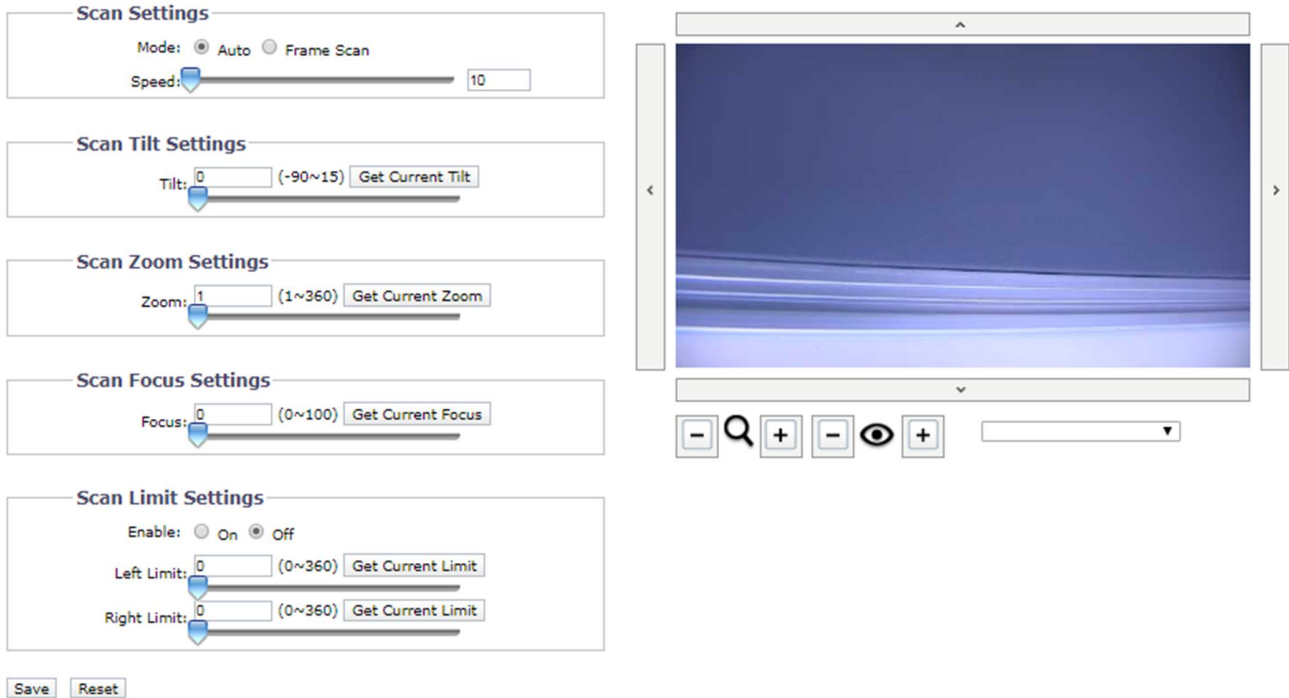 Scan Settings
Mode: Auto Frame Scan
Speed: 10
Scan Tilt Settings
Tilt: 0 (-90~15) Get Current Tilt
Scan Zoom Settings
Zoom: 1 (1~360) Get Current Zoom
Scan Focus Settings
Focus: 0 (0~100) Get Current Focus
Scan Limit Settings
Enable: On Off
Left Limit: 0 (0~360) Get Current Limit
Right Limit: 0 (0~360) Get Current Limit
Save Reset